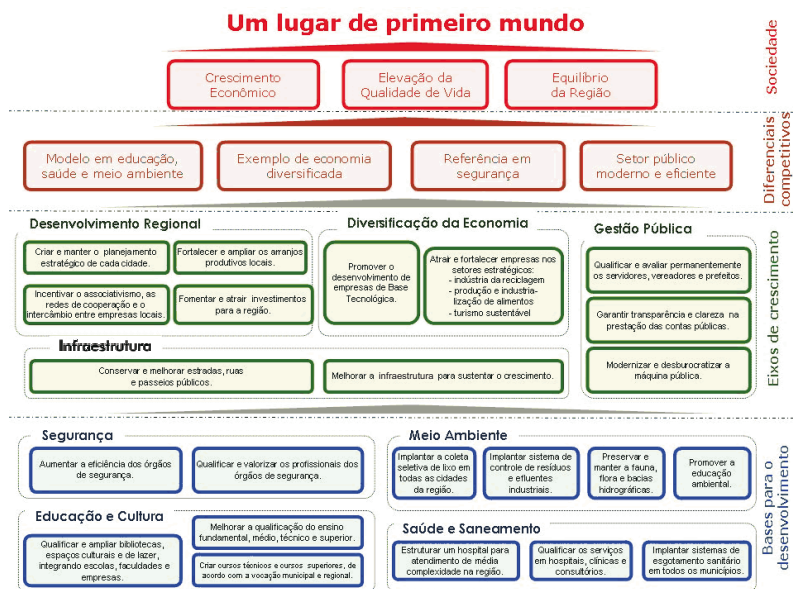 Um lugar de primeiro mundo
Sociedade
Crescimento
Econômico
Elevação da
Qualidade de Vida
Equilíbrio
da Região
Diferenciais
competitivos
Modelo em educação,
saúde e meio ambiente
Exemplo de economia
diversificada
Referência em
segurança
Setor público
moderno e eficiente
Eixos de crescimento
Desenvolvimento Regional
Criar e manter o planejamento
estratégico de cada cidade.
Fortalecer e ampliar os arranjos
produtivos locais.
Incentivar o associativismo, as
redes de cooperação e o
intercâmbio entre empresas locais.
Fomentar e atrair investimentos
para a região.
Diversificação da Economia
Promover o
desenvolvimento de
empresas de Base
Tecnológica.
Atrair e fortalecer empresas nos
setores estratégicos:
- indústria da reciclagem
- produção e industria-
lização de alimentos
- turismo sustentável
Gestão Pública
Qualificar e avaliar permanentemente
os servidores, vereadores e prefeitos.
Garantir transparência e clareza na
prestação das contas públicas.
Modernizar e desburocratizar a
máquina pública.
Infraestrutura
Conservar e melhorar estradas, ruas
e passeios públicos.
Melhorar a infraestrutura para sustentar o crescimento.
Bases para o
desenvolvimento
Segurança
Aumentar a eficiência dos órgãos
de segurança.
Qualificar e valorizar os profissionais dos
órgãos de segurança.
Meio Ambiente
Implantar a coleta
seletiva de lixo em
todas as cidades
da região.
Implantar sistema de
controle de resíduos
e efluentes
industriais.
Preservar e
manter a fauna,
flora e bacias
hidrográficas.
Promover a
educação
ambiental.
Educação e Cultura
Qualificar e ampliar bibliotecas,
espaços culturais e de lazer,
integrando escolas, faculdades e
empresas.
Melhorar a qualificação do ensino
fundamental, médio, técnico e superior.
Criar cursos técnicos e cursos superiores, de
acordo com a vocação municipal e regional.
Saúde e Saneamento
Estruturar um hospital para
atendimento de média
complexidade na região.
Qualificar os serviços
em hospitais, clínicas e
consultórios.
Implantar sistemas de
esgotamento sanitário
em todos os municípios.